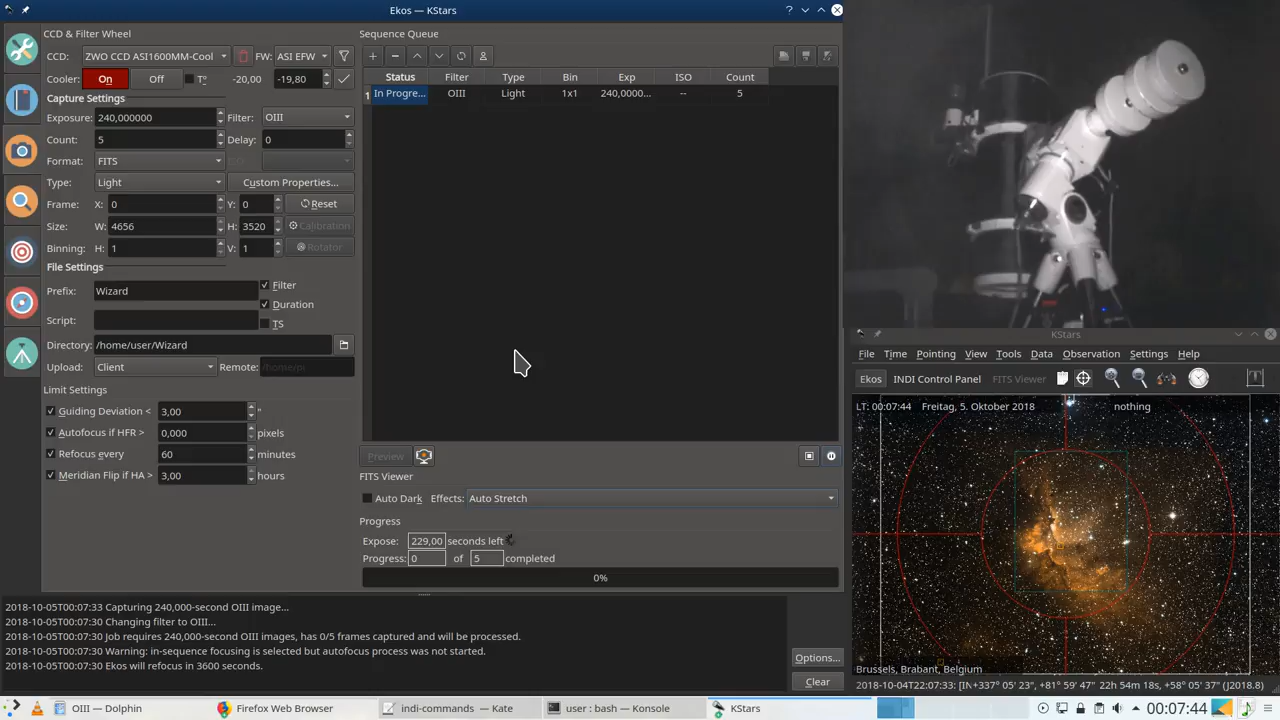 Ekos — KStars
CCD & Filter Wheel
CCD: ZWO CCD ASI1600MM-Cool FW: ASI EFW
Cooler: On Off Tº -20,00 -19,80
Capture Settings
Exposure: 240,000000 Filter: OIII
Count: 5 Delay: 0
Format: FITS
Type: Light Custom Properties...
Frame: X: 0 Y: 0 Reset
Size: W: 4656 H: 3520 Calibration
Binning: H: 1 V: 1 Rotator
File Settings
Prefix: Wizard Filter
Duration
Script: TS
Directory: /home/user/Wizard
Upload: Client Remote: /home/pi
Limit Settings
Guiding Deviation < 3,00 "
Autofocus if HFR > 0,000 pixels
Refocus every 60 minutes
Meridian Flip if HA > 3,00 hours
Sequence Queue
Status Filter Type Bin Exp ISO Count
1 In Progre... OIII Light 1x1 240,0000... -- 5
Preview
FITS Viewer
Auto Dark Effects: Auto Stretch
Progress
Expose: 229,00 seconds left
Progress: 0 of 5 completed
0%
2018-10-05T00:07:33 Capturing 240,000-second OIII image...
2018-10-05T00:07:30 Changing filter to OIII...
2018-10-05T00:07:30 Job requires 240,000-second OIII images, has 0/5 frames captured and will be processed.
2018-10-05T00:07:30 Warning: in-sequence focusing is selected but autofocus process was not started.
2018-10-05T00:07:30 Ekos will refocus in 3600 seconds.
Options...
Clear
KStars
File Time Pointing View Tools Data Observation Settings Help
Ekos INDI Control Panel FITS Viewer
LT: 00:07:44 Freitag, 5. Oktober 2018 nothing
Brussels, Brabant, Belgium
2018-10-04T22:07:33: [IN+337° 05' 23", +81° 59' 47" 22h 54m 18s, +58° 05' 37" (J2018.8)
OIII — Dolphin Firefox Web Browser indi-commands — Kate user : bash — Konsole KStars 00:07:44